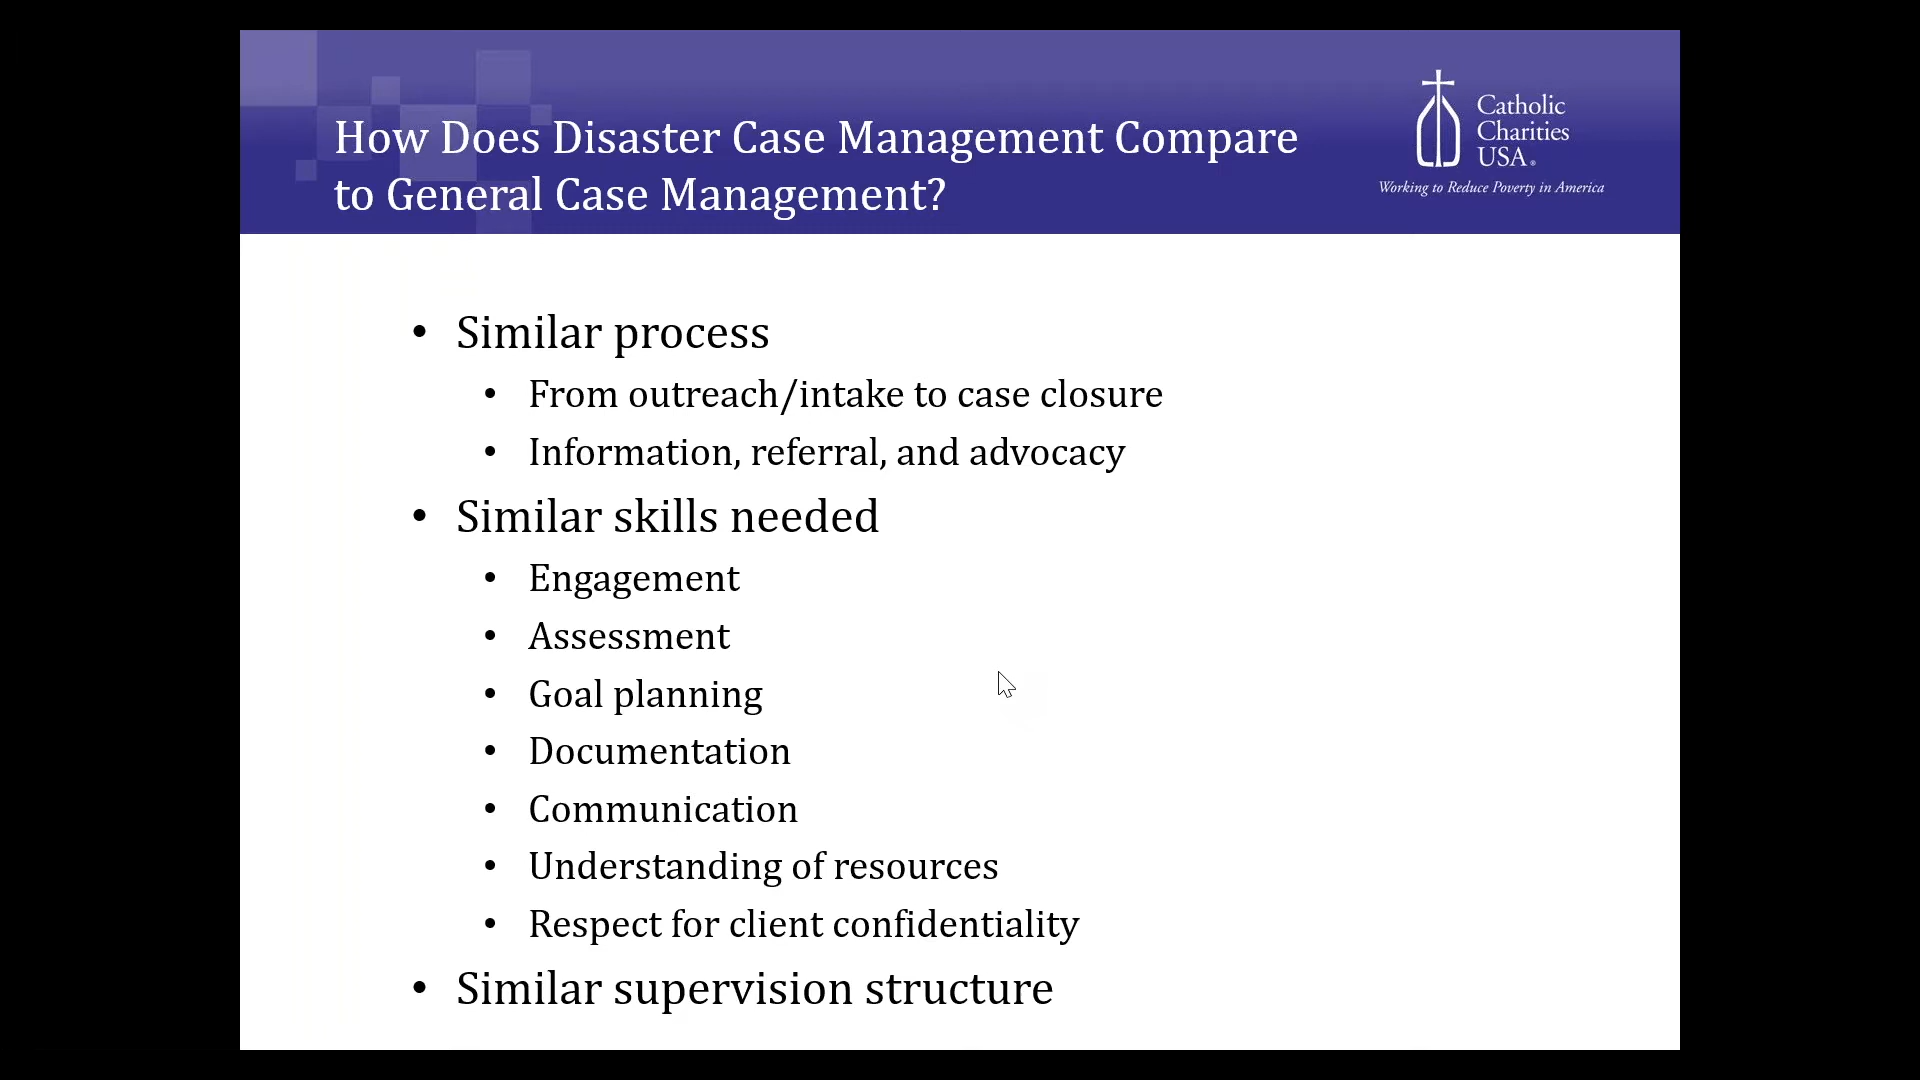 How Does Disaster Case Management Compare
to General Case Management?
Catholic
Charities
USA®
Working to Reduce Poverty in America
• Similar process
• From outreach/intake to case closure
• Information, referral, and advocacy
• Similar skills needed
• Engagement
• Assessment
• Goal planning
• Documentation
• Communication
• Understanding of resources
• Respect for client confidentiality
• Similar supervision structure